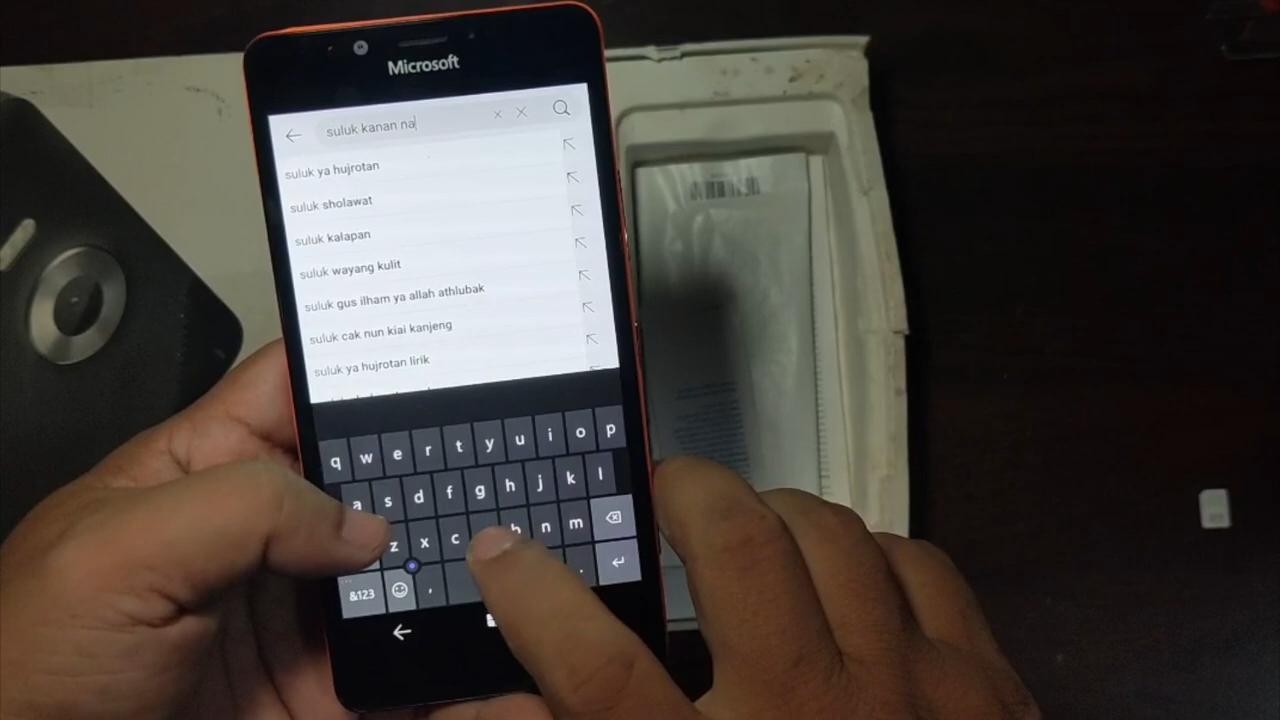 Microsoft
suluk kanan na
suluk ya hujrotan
suluk sholawat
suluk kalapan
suluk wayang kulit
suluk gus ilham ya allah athlubak
suluk cak nun kiai kanjeng
suluk ya hujrotan lirik
q w e r t y u i o p
a s d f g h j k l
z x c b n m
&123 , .